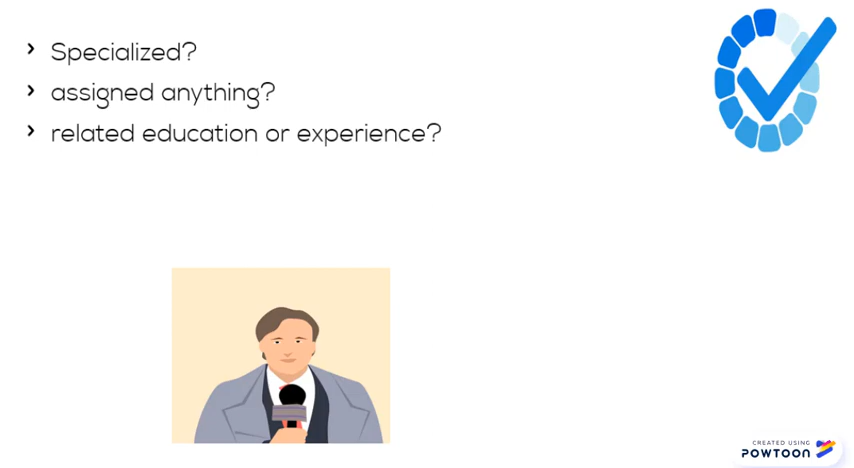 Specialized?
assigned anything?
related education or experience?
CREATED USING
POWTOON